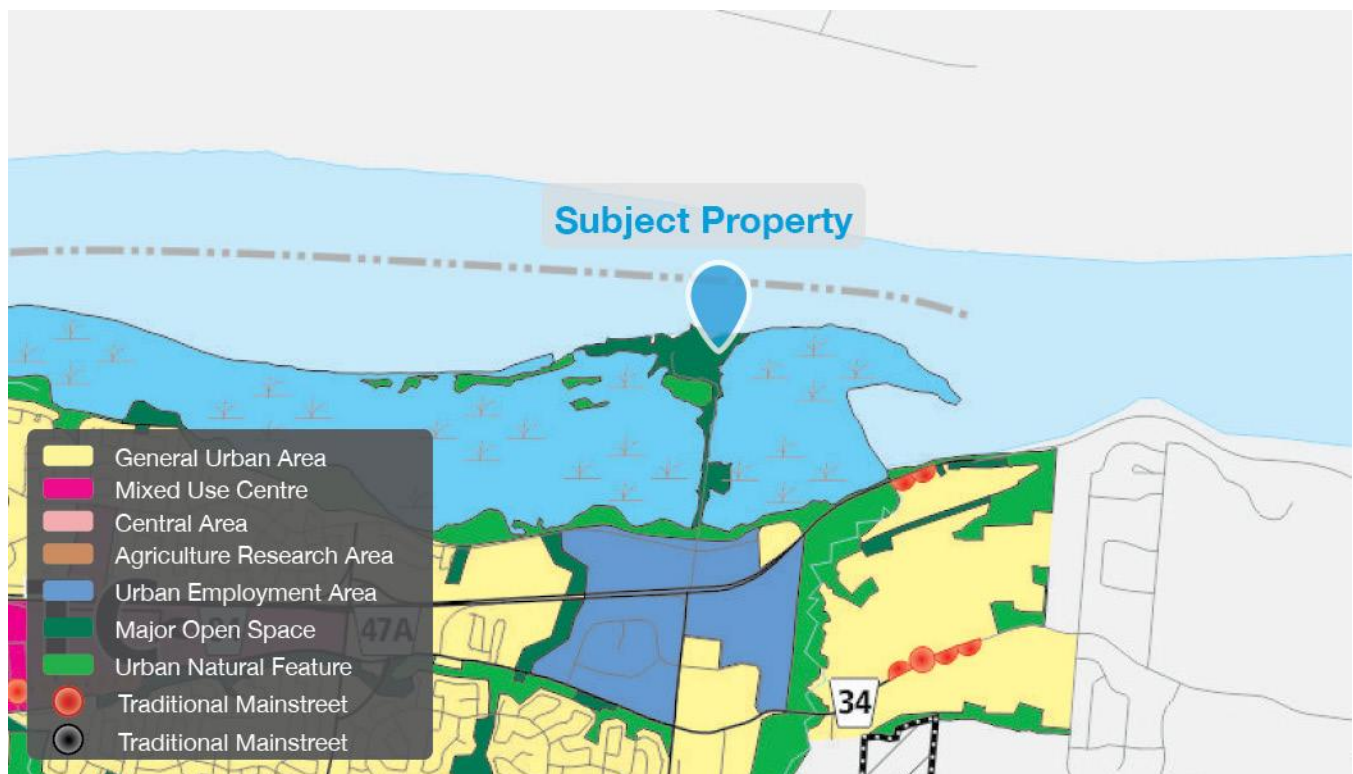 Subject Property
General Urban Area
Mixed Use Centre
Central Area
Agriculture Research Area
Urban Employment Area
Major Open Space
Urban Natural Feature
Traditional Mainstreet
Traditional Mainstreet
47A
34